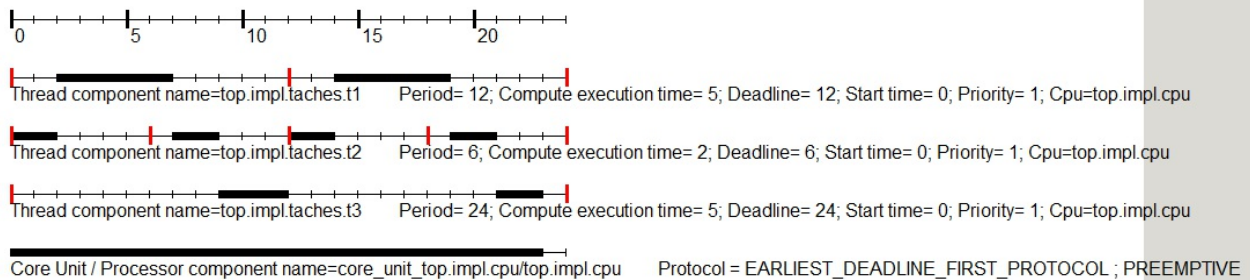 0 5 10 15 20
Thread component name=top.impl.taches.t1 Period= 12; Compute execution time= 5; Deadline= 12; Start time= 0; Priority= 1; Cpu=top.impl.cpu
Thread component name=top.impl.taches.t2 Period= 6; Compute execution time= 2; Deadline= 6; Start time= 0; Priority= 1; Cpu=top.impl.cpu
Thread component name=top.impl.taches.t3 Period= 24; Compute execution time= 5; Deadline= 24; Start time= 0; Priority= 1; Cpu=top.impl.cpu
Core Unit / Processor component name=core_unit_top.impl.cpu/top.impl.cpu Protocol = EARLIEST_DEADLINE_FIRST_PROTOCOL ; PREEMPTIVE